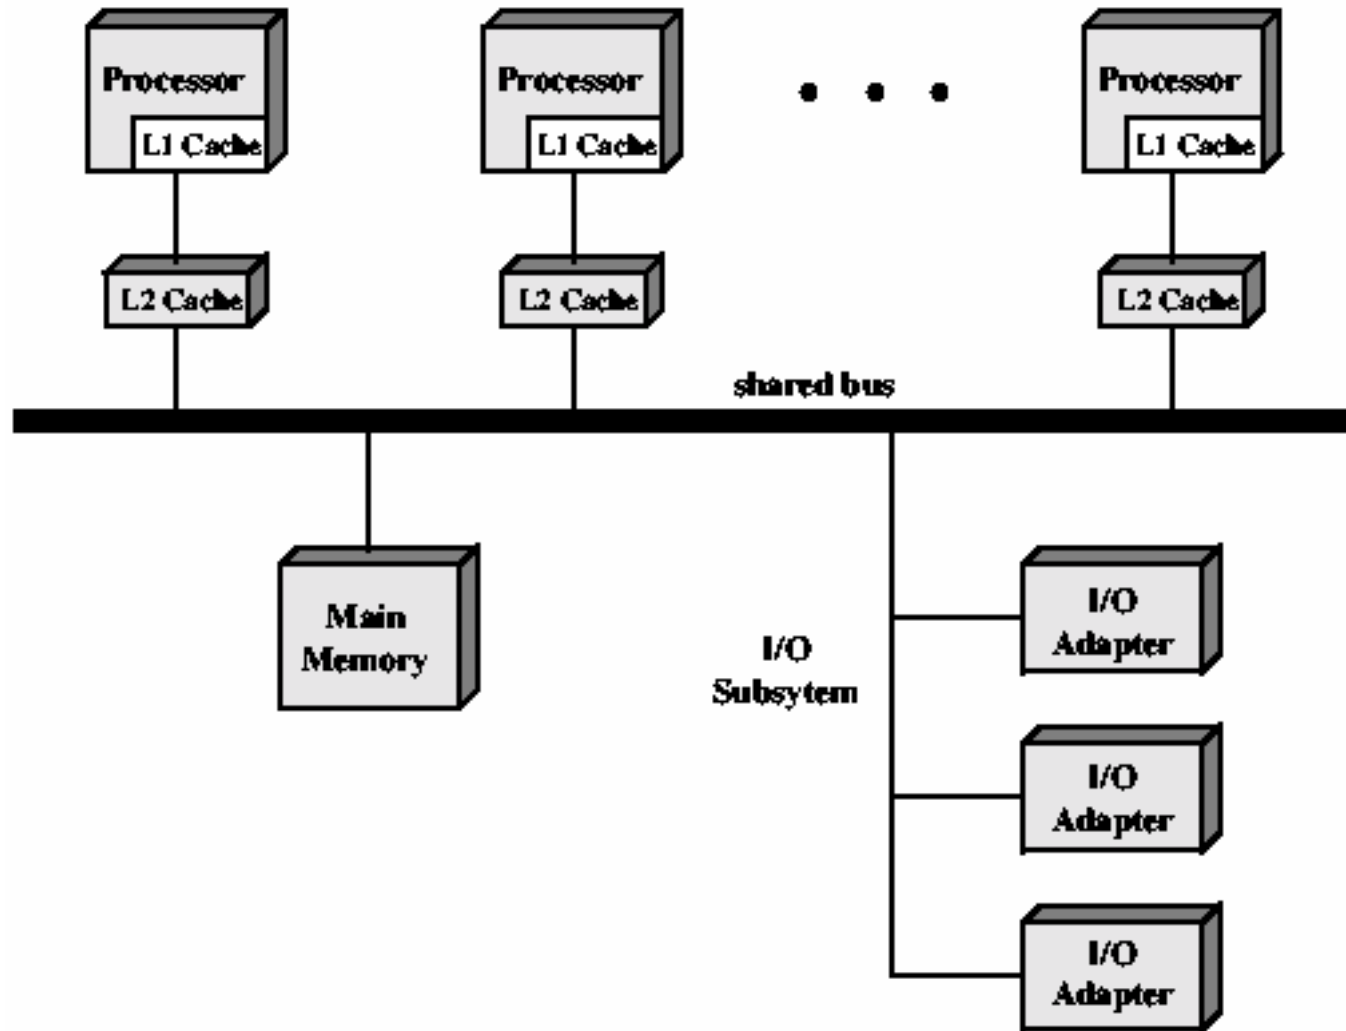 Processor
L1 Cache
Processor
L1 Cache
Processor
L1 Cache
L2 Cache
L2 Cache
L2 Cache
shared bus
Main
Memory
I/O
Subsytem
I/O
Adapter
I/O
Adapter
I/O
Adapter